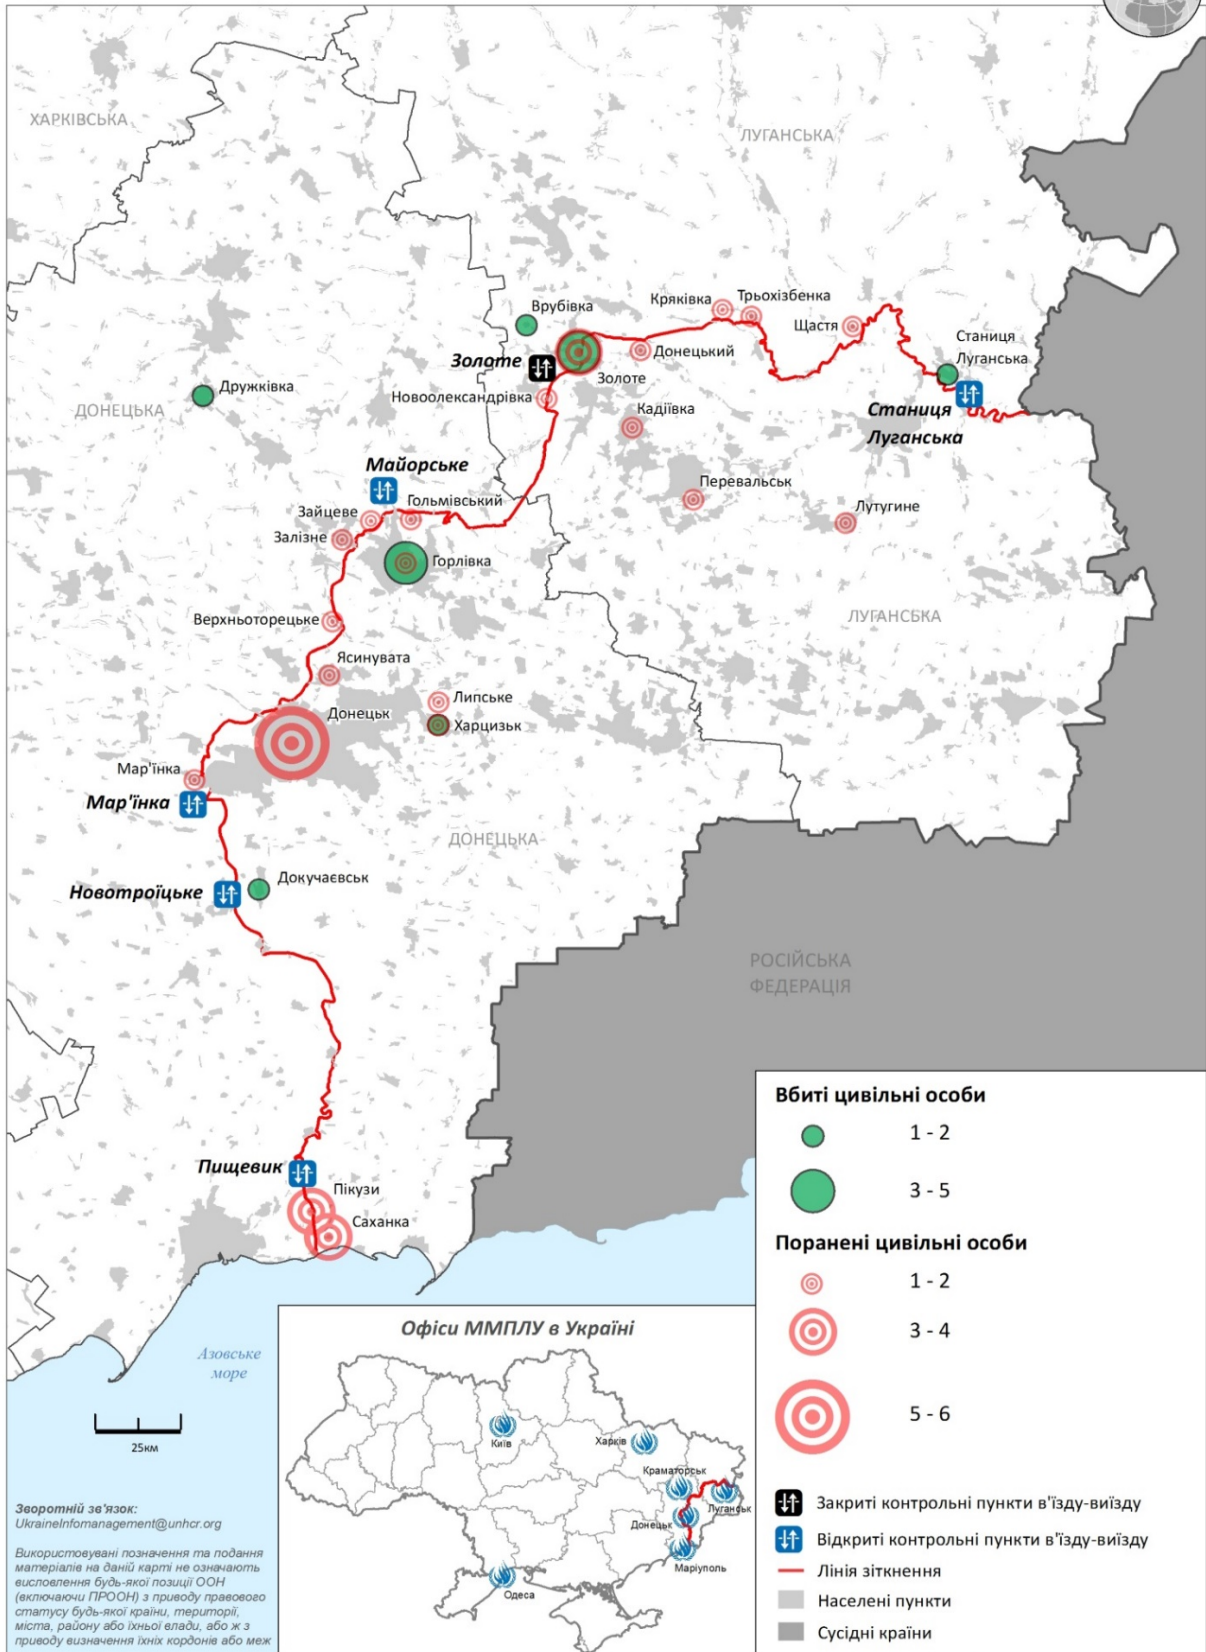 ХАРКІВСЬКА
ЛУГАНСЬКА
Врубівка
Кряківка
Трьохізбенка
Щастя
Станиця
Луганська
Золоте
Донецький
Золоте
Дружківка
ДОНЕЦЬКА
Новоолександрівка
Кадіївка
Станиця
Луганська
Майорське
Гольмівський
Зайцеве
Залізне
Перевальськ
Лутугине
Горлівка
Верхньоторецьке
ЛУГАНСЬКА
Ясинувата
Липське
Донецьк
Харцизьк
Мар'їнка
Мар'їнка
ДОНЕЦЬКА
Докучаєвськ
Новотроїцьке
РОСІЙСЬКА
ФЕДЕРАЦІЯ
Пищевик
Пікузи
Саханка
Азовське
море
25км
Зворотній зв'язок:
UkraineInfomanagement@unhcr.org
Використовувані позначення та подання
матеріалів на даній карті не означають
висловлення будь-якої позиції ООН
(включаючи ПРООН) з приводу правового
статусу будь-якої країни, території,
міста, району або їхньої влади, або ж з
приводу визначення їхніх кордонів або меж
Офіси ММПЛУ в Україні
Київ
Харків
Краматорськ
Луганськ
Донецьк
Маріуполь
Одеса
Вбиті цивільні особи
1 - 2
3 - 5
Поранені цивільні особи
1 - 2
3 - 4
5 - 6
Закриті контрольні пункти в'їзду-виїзду
Відкриті контрольні пункти в'їзду-виїзду
Лінія зіткнення
Населені пункти
Сусідні країни